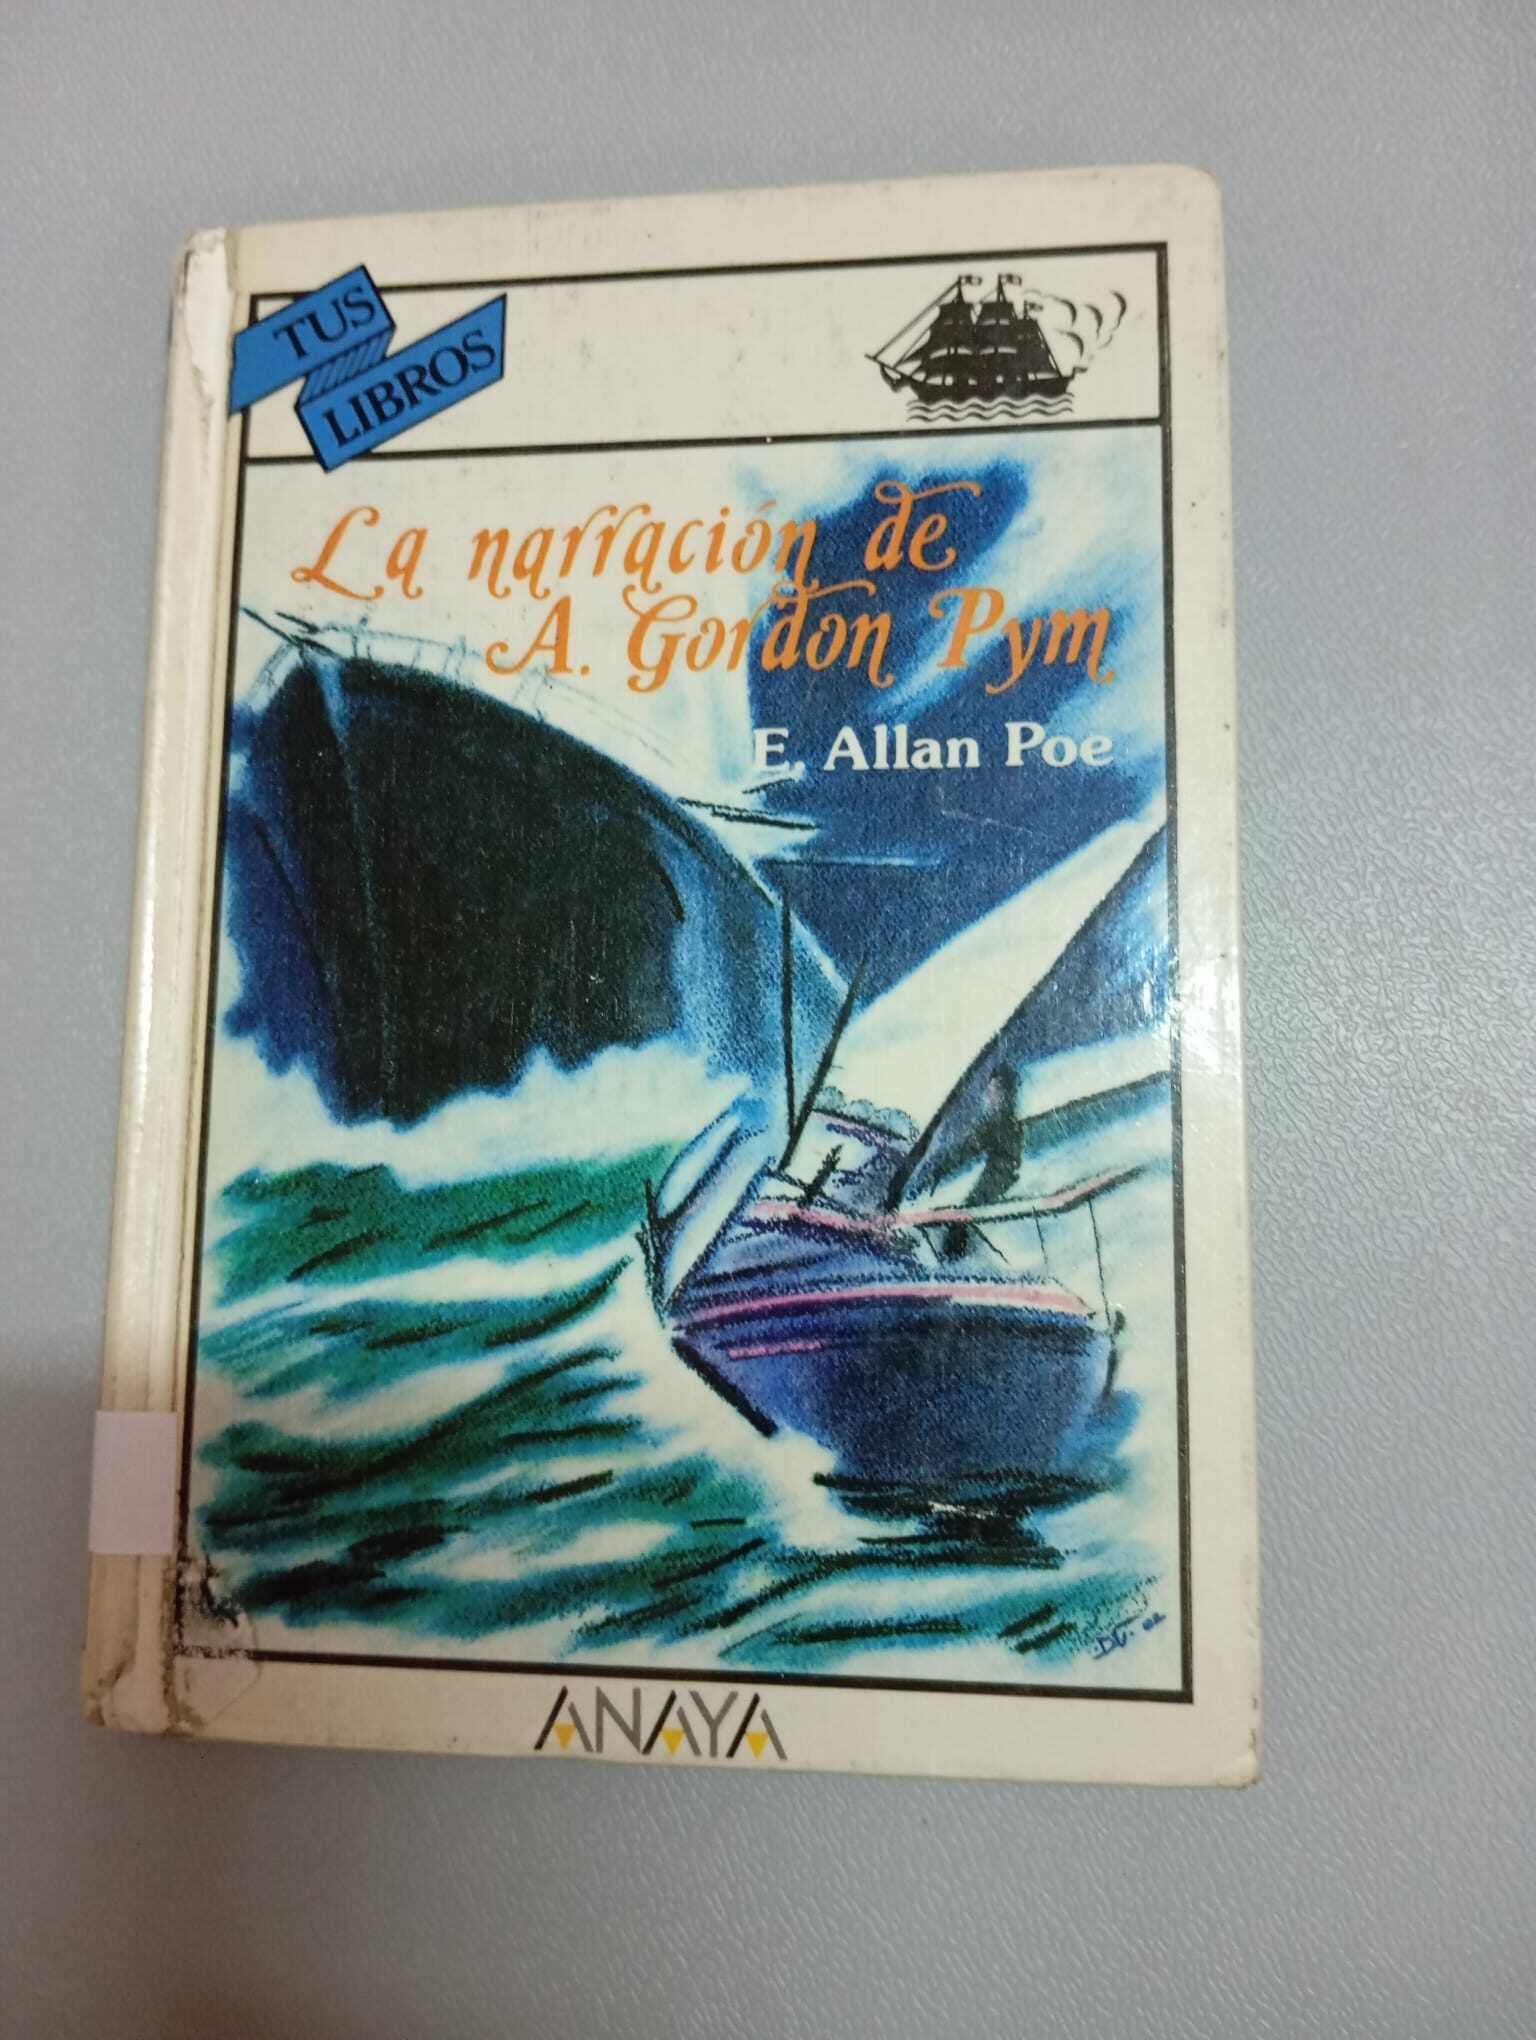 TUS
LIBROS
La narración de
A. Gordon Pym
E. Allan Poe
ANAYA